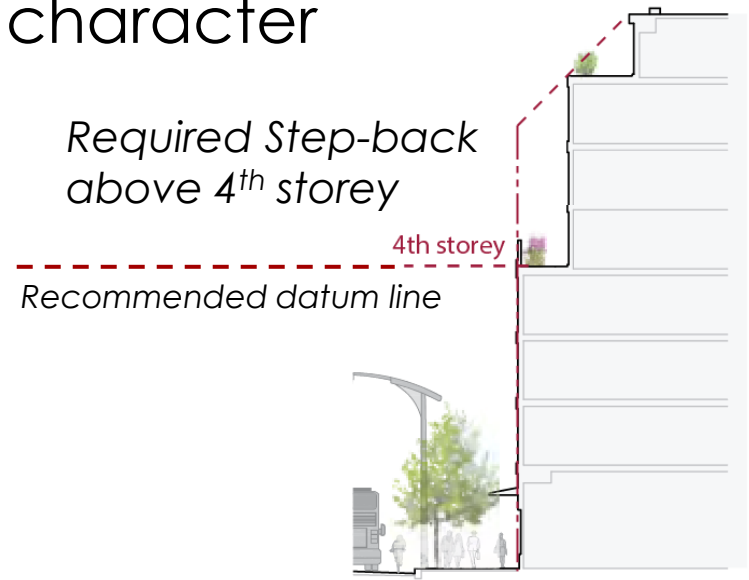 character
Required Step-back
above 4th storey
4th storey
Recommended datum line